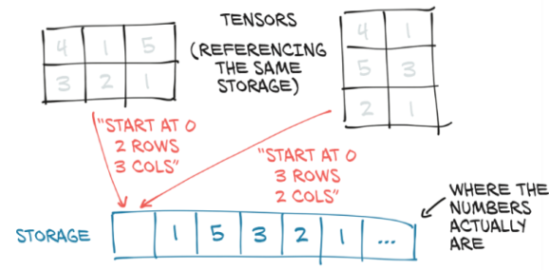 TENSORS
(REFERENCING
THE SAME
STORAGE)
4 1 5
3 2 1
4 1
5 3
2 1
"START AT 0
2 ROWS
3 COLS"
"START AT 0
3 ROWS
2 COLS"
WHERE THE
NUMBERS
ACTUALLY
ARE
STORAGE 1 5 3 2 1 ...